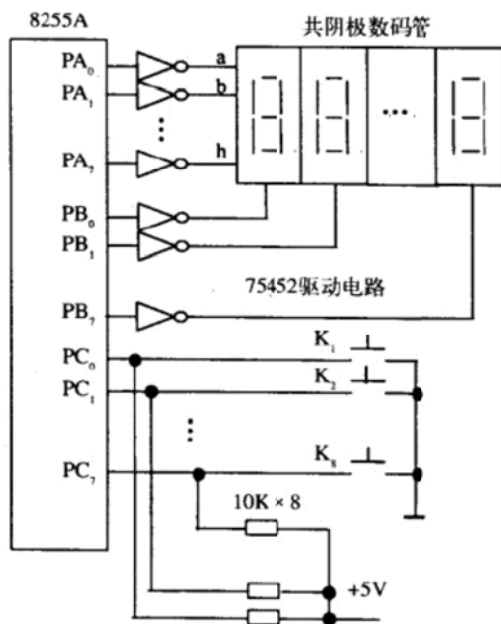 8255A
共阴极数码管
PA₀
a
PA₁
b
PA₇
h
PB₀
PB₁
75452驱动电路
PB₇
PC₀
K₁
PC₁
K₂
PC₇
K₈
10K × 8
+5V